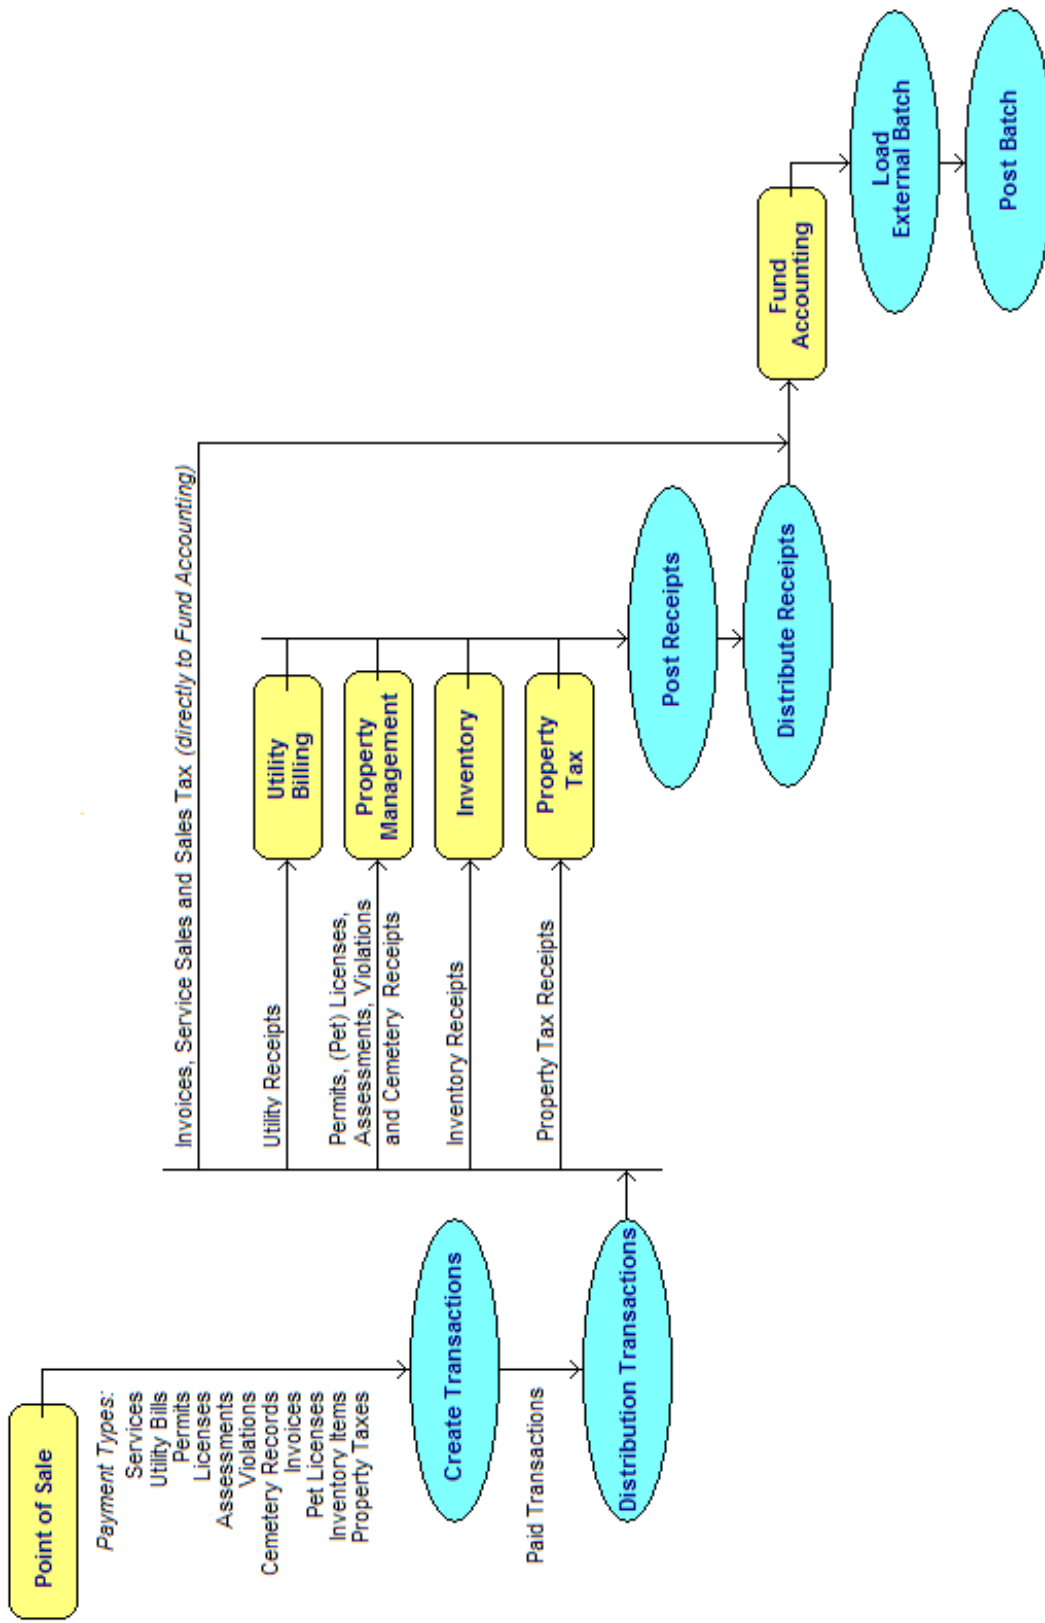 Point of Sale
Payment Types:
Services
Utility Bills
Permits
Licenses
Assessments
Violations
Cemetery Records
Invoices
Pet Licenses
Inventory Items
Property Taxes
Create Transactions
Paid Transactions
Distribution Transactions
Invoices, Service Sales and Sales Tax (directly to Fund Accounting)
Utility Receipts
Utility
Billing
Permits, (Pet) Licenses,
Assessments, Violations
and Cemetery Receipts
Property
Management
Inventory Receipts
Inventory
Property Tax Receipts
Property
Tax
Post Receipts
Distribute Receipts
Fund
Accounting
Load
External Batch
Post Batch